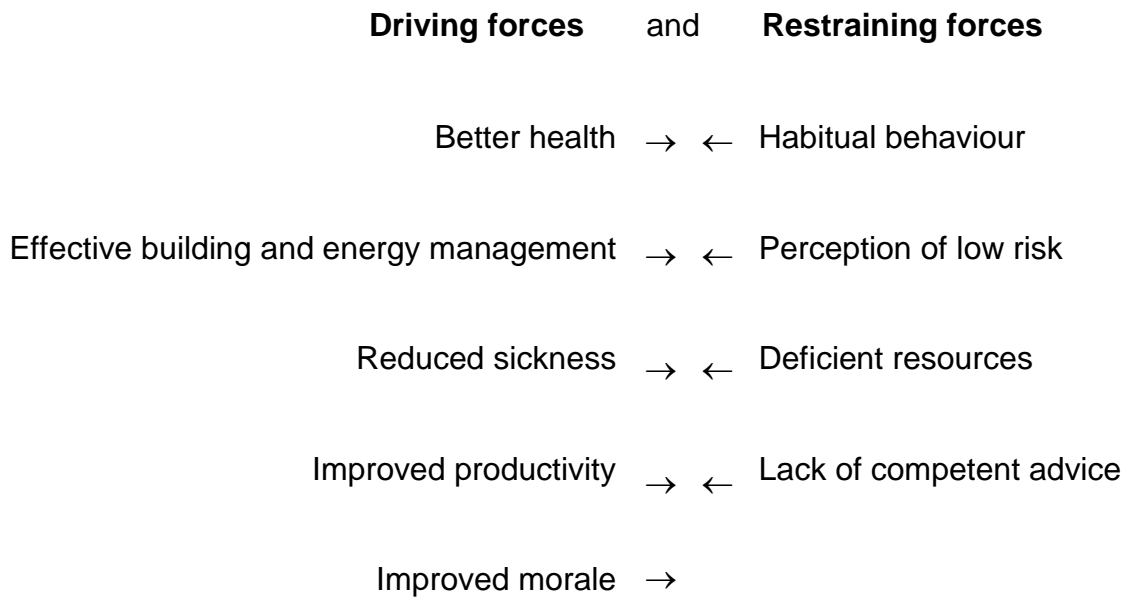 Driving forces and Restraining forces
Better health → ← Habitual behaviour
Effective building and energy management → ← Perception of low risk
Reduced sickness → ← Deficient resources
Improved productivity → ← Lack of competent advice
Improved morale →